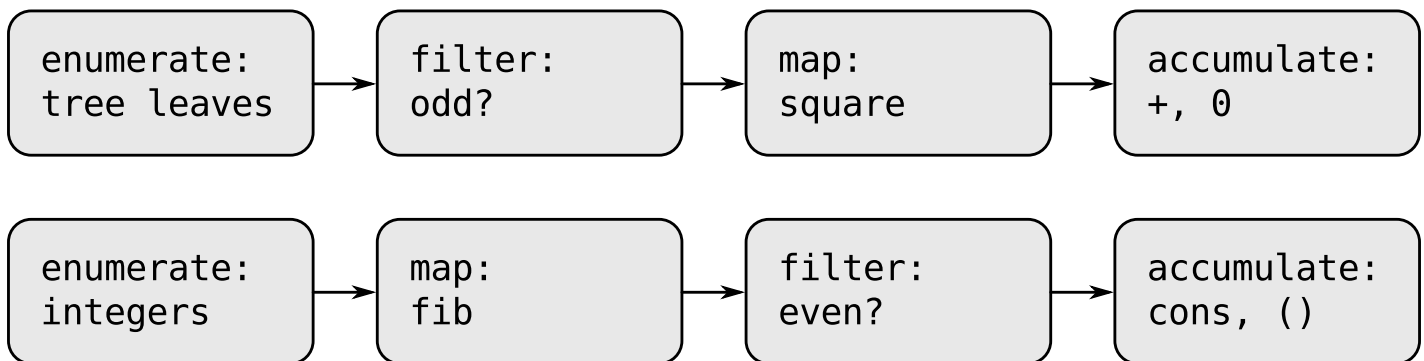 enumerate:
tree leaves
filter:
odd?
map:
square
accumulate:
+, 0
enumerate:
integers
map:
fib
filter:
even?
accumulate:
cons, ()